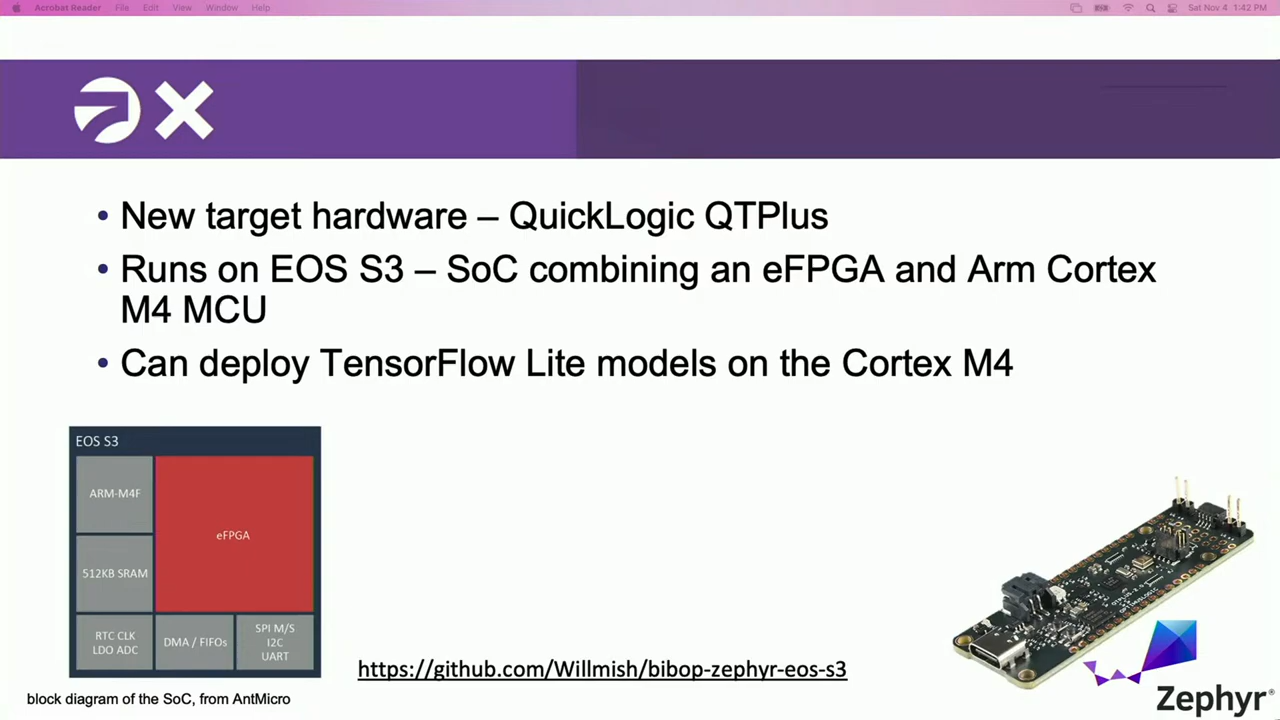 Acrobat Reader File Edit View Window Help
Sat Nov 4 1:42 PM
• New target hardware – QuickLogic QTPlus
• Runs on EOS S3 – SoC combining an eFPGA and Arm Cortex
M4 MCU
• Can deploy TensorFlow Lite models on the Cortex M4
EOS S3
ARM-M4F
eFPGA
512KB SRAM
RTC CLK
LDO ADC
DMA / FIFOs
SPI M/S
I2C
UART
block diagram of the SoC, from AntMicro
https://github.com/Willmish/bibop-zephyr-eos-s3
Zephyr®